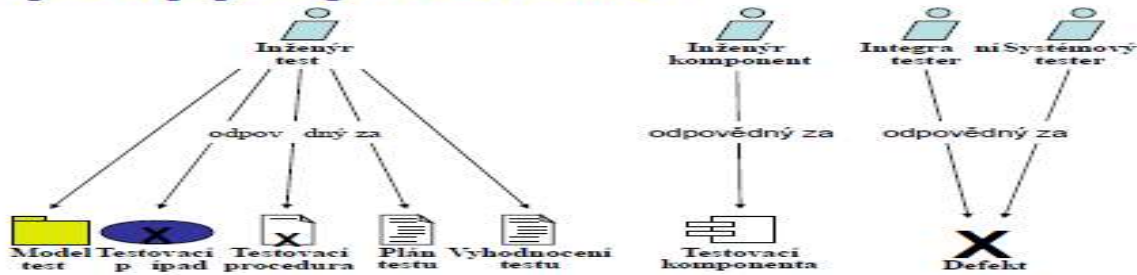 Inženýr
test
Inženýr
komponent
Integra ní
tester
Systémový
tester
odpov dný za
odpovědný za
odpovědný za
Model
test
Testovací
p ípad
Testovací
procedura
Plán
testu
Vyhodnocení
testu
Testovací
komponenta
Defekt